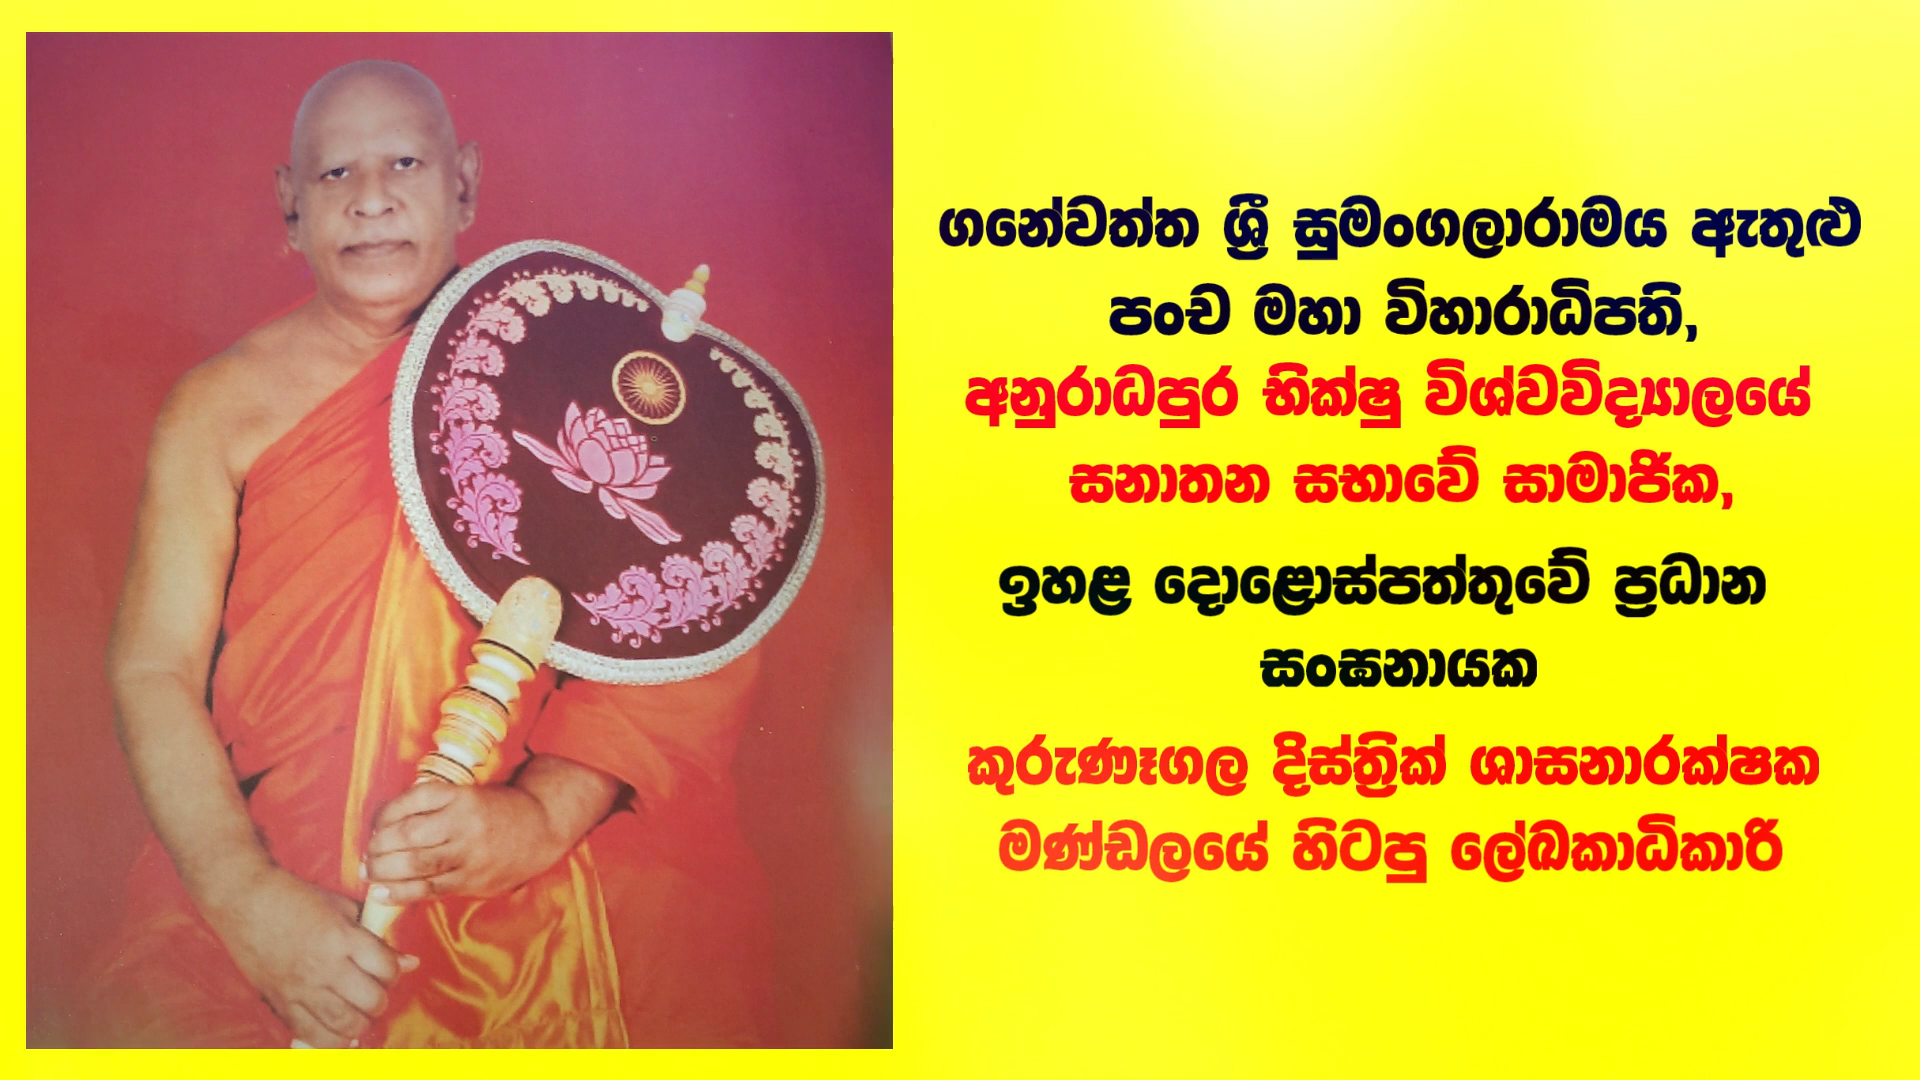 ගනේවත්ත ශ්‍රී සුමංගලාරාමය ඇතුළු
පංච මහා විහාරාධිපති,
අනුරාධපුර භික්ෂු විශ්වවිද්‍යාලයේ
සනාතන සභාවේ සාමාජික,
ඉහළ දොළොස්පත්තුවේ ප්‍රධාන
සංඝනායක
කුරුණෑගල දිස්ත්‍රික් ශාසනාරක්ෂක
මණ්ඩලයේ හිටපු ලේඛකාධිකාරි